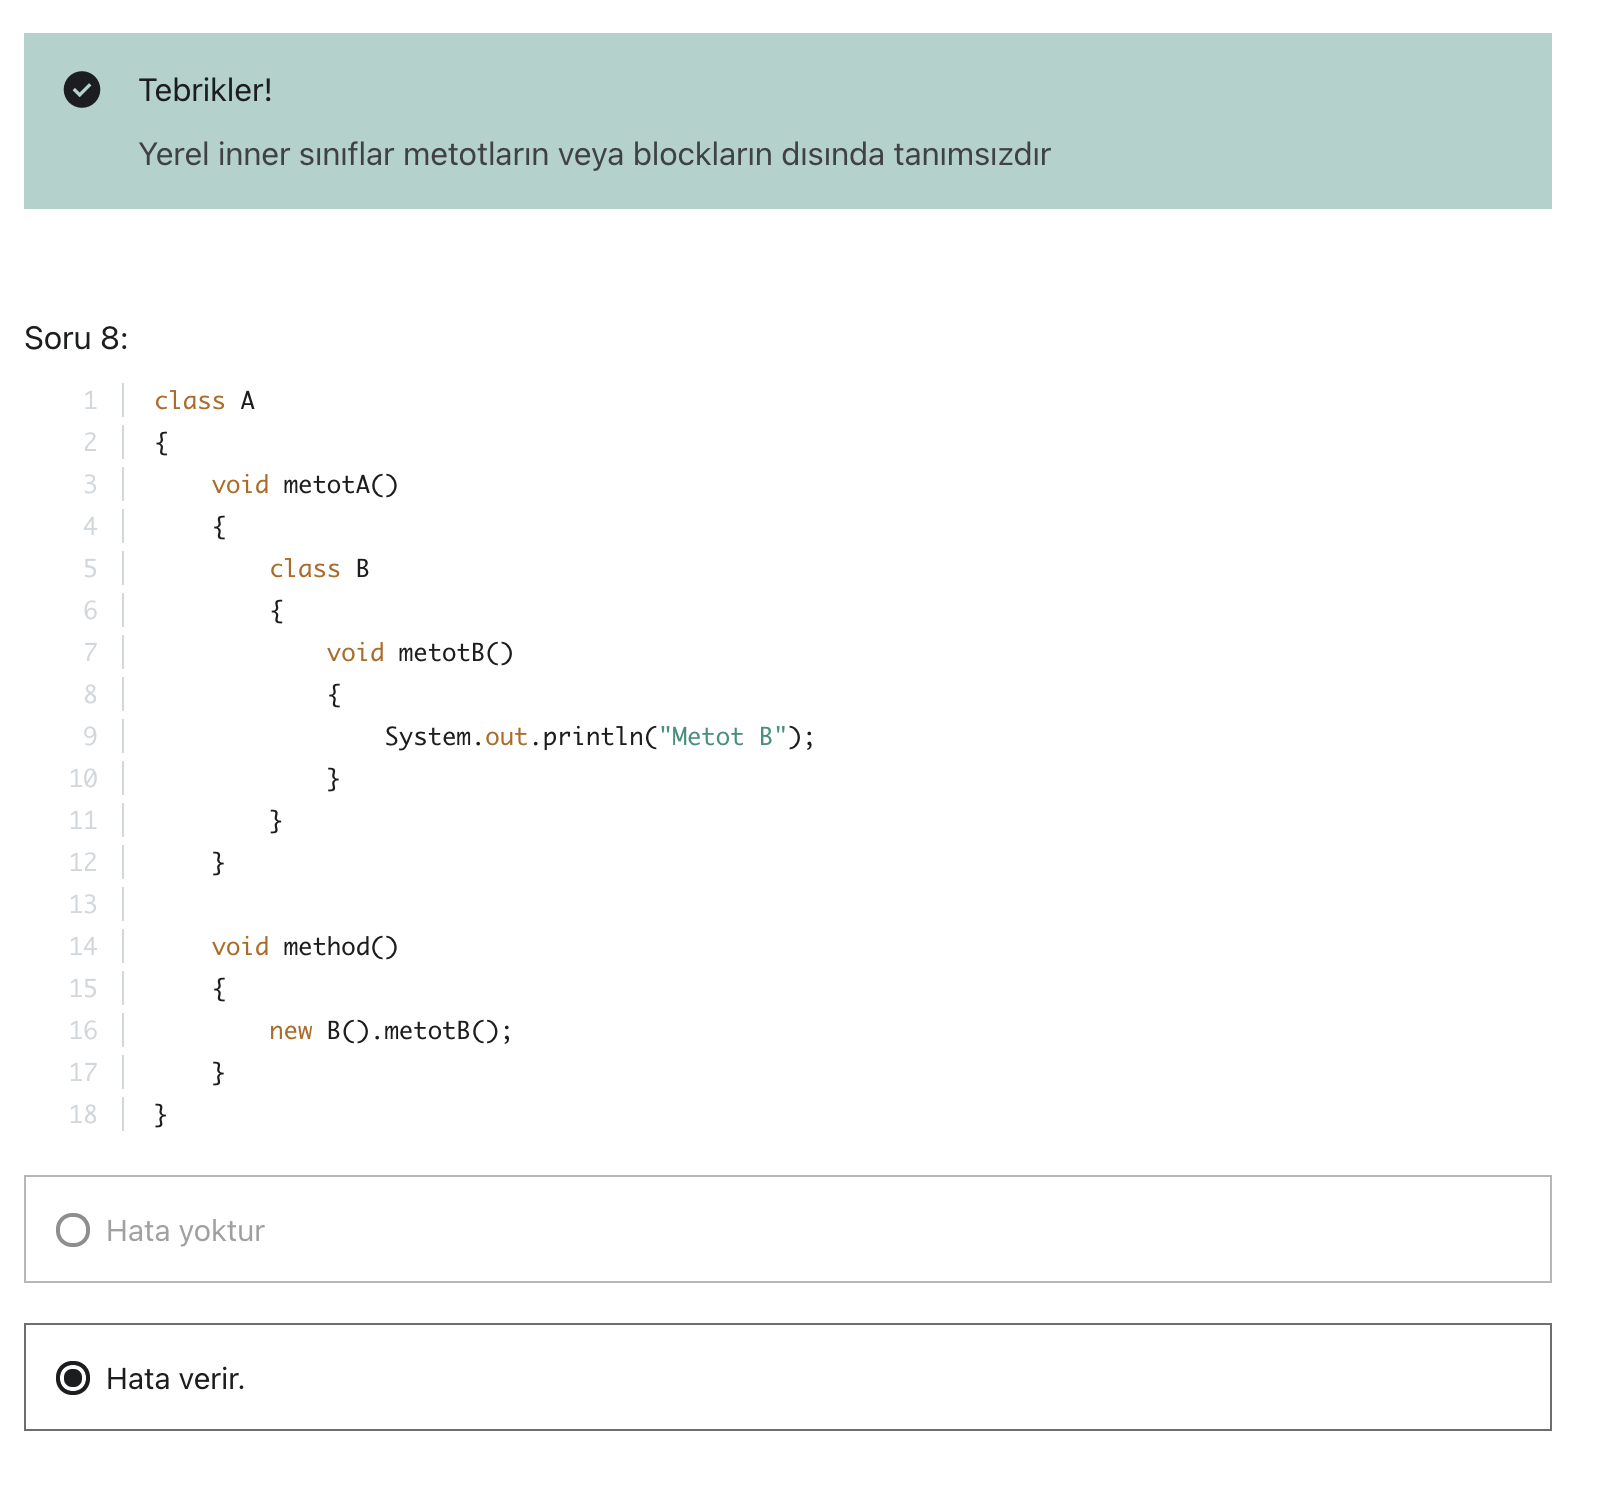 Tebrikler!
Yerel inner sınıflar metotların veya blockların dısında tanımsızdır
Soru 8:
1 class A
2 {
3     void metotA()
4     {
5         class B
6         {
7             void metotB()
8             {
9                 System.out.println("Metot B");
10             }
11         }
12     }
13
14     void method()
15     {
16         new B().metotB();
17     }
18 }
Hata yoktur
Hata verir.